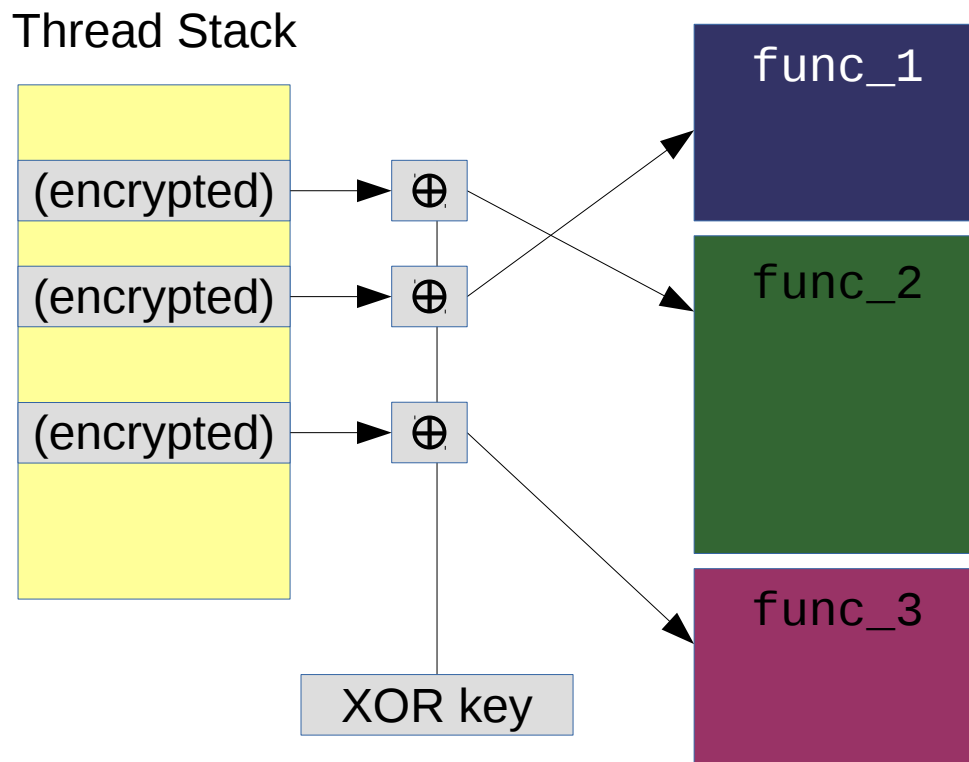 Thread Stack
func_1
(encrypted)
⊕
(encrypted)
⊕
func_2
(encrypted)
⊕
func_3
XOR key